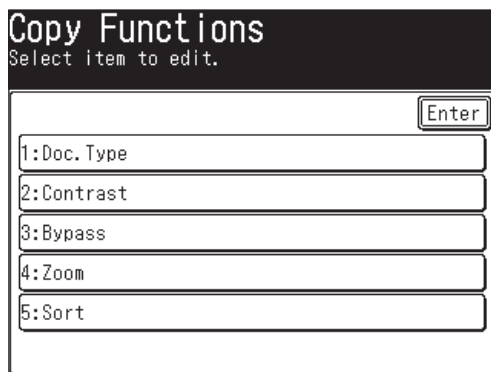 Copy Functions
Select item to edit.
Enter
1:Doc.Type
2:Contrast
3:Bypass
4:Zoom
5:Sort